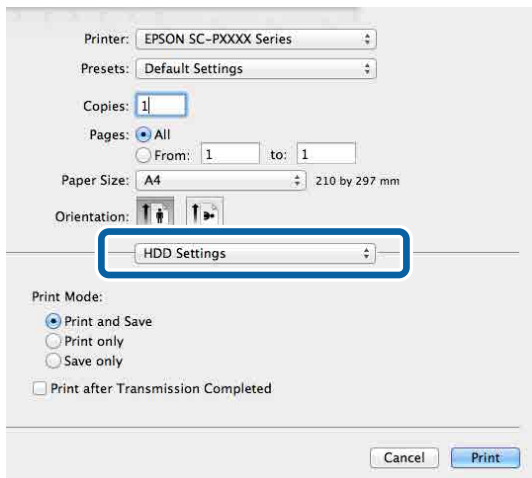 Printer: EPSON SC-PXXXX Series
Presets: Default Settings
Copies: 1
Pages: All
From: 1 to: 1
Paper Size: A4 210 by 297 mm
Orientation:
HDD Settings
Print Mode:
Print and Save
Print only
Save only
Print after Transmission Completed
Cancel Print